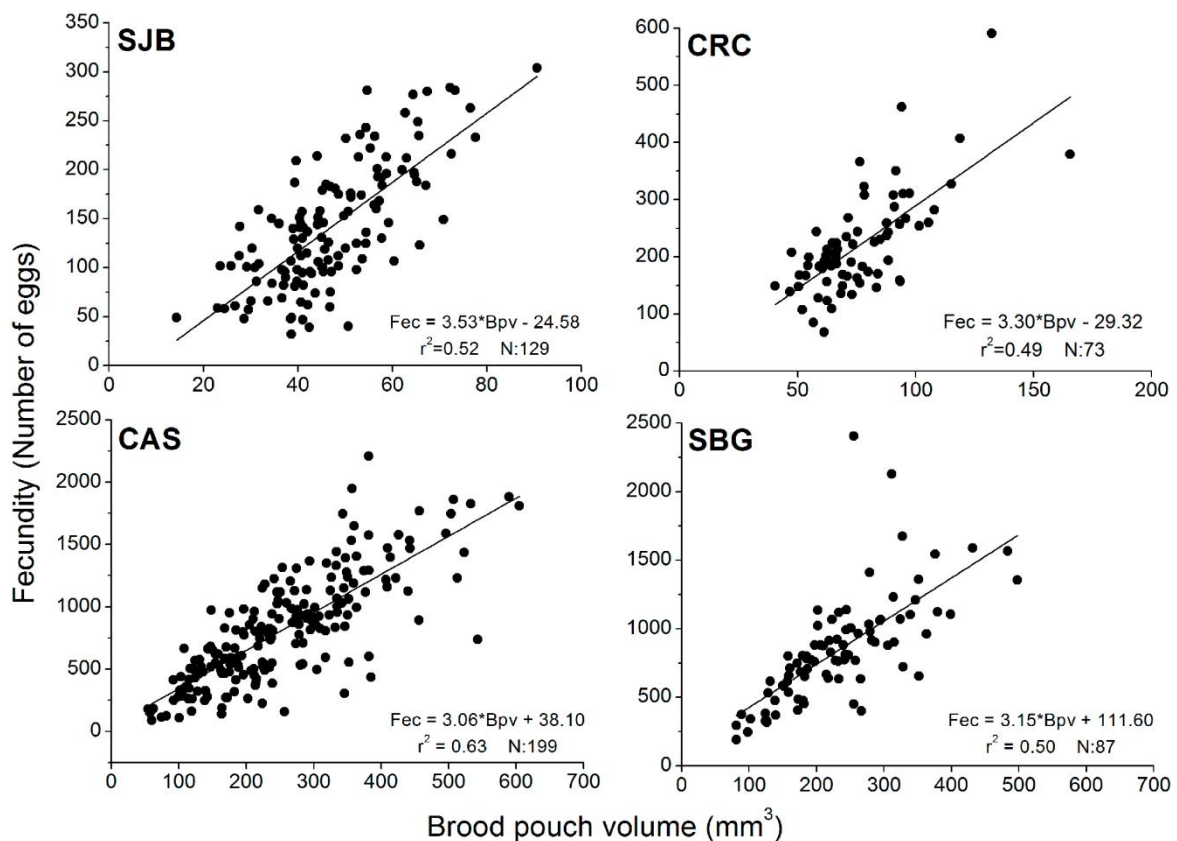 SJB
350
300
250
200
150
100
50
0
0 20 40 60 80 100
Fec = 3.53*Bpv - 24.58
r²=0.52 N:129
CRC
600
500
400
300
200
100
0
0 50 100 150 200
Fec = 3.30*Bpv - 29.32
r²=0.49 N:73
Fecundity (Number of eggs)
CAS
2500
2000
1500
1000
500
0
0 100 200 300 400 500 600 700
Fec = 3.06*Bpv + 38.10
r² = 0.63 N:199
SBG
2500
2000
1500
1000
500
0
0 100 200 300 400 500 600 700
Fec = 3.15*Bpv + 111.60
r² = 0.50 N:87
Brood pouch volume (mm³)